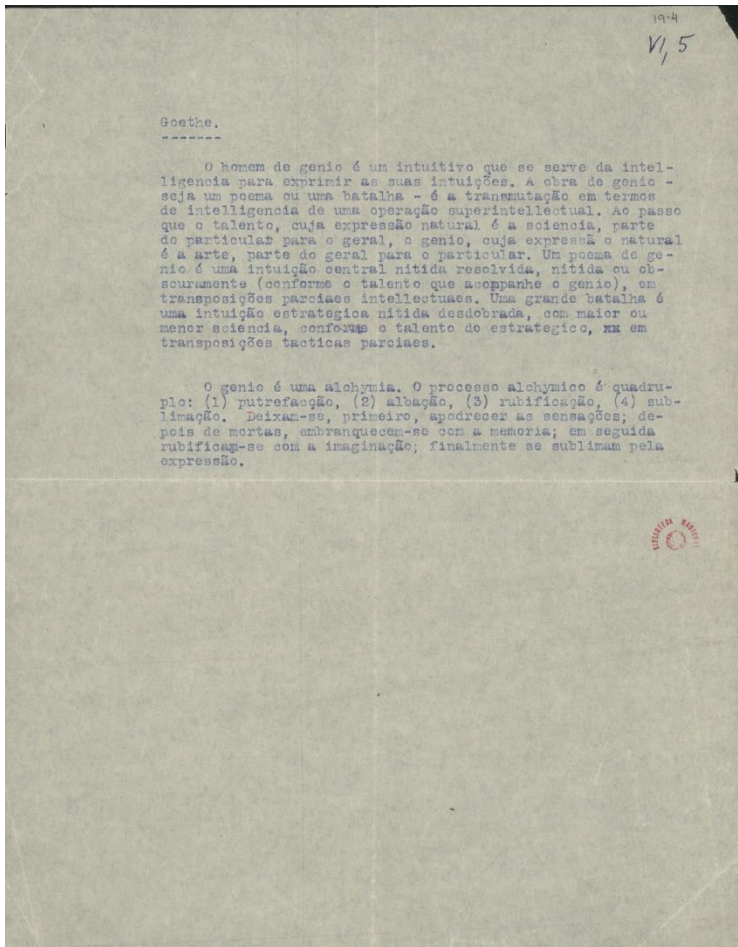 19-4
VI, 5
Goethe.
-------
O homem de genio é um intuitivo que se serve da intel-
ligencia para exprimir as suas intuições. A obra de genio -
seja um poema ou uma batalha - é a transmutação em termos
de intelligencia de uma operação superintellectual. Ao passo
que o talento, cuja expressão natural é a sciencia, parte
do particular para o geral, o genio, cuja expressã o natural
é a arte, parte do geral para o particular. Um poema de ge-
nio é uma intuição central nitida resolvida, nitida ou ob-
scuramente (conforme o talento que acompanhe o genio), em
transposições parciaes intellectuaes. Uma grande batalha é
uma intuição estrategica nitida desdobrada, com maior ou
menor sciencia, conforme o talento do estrategico, xx em
transposições tacticas parciaes.
O genio é uma alchymia. O processo alchymico é quadru-
plo: (1) putrefacção, (2) albação, (3) rubificação, (4) sub-
limação. Deixam-se, primeiro, apodrecer as sensações; de-
pois de mortas, embranquecem-se com a memoria; em seguida
rubificam-se com a imaginação; finalmente se sublimam pela
expressão.
BIBLIOTECA NACIONAL